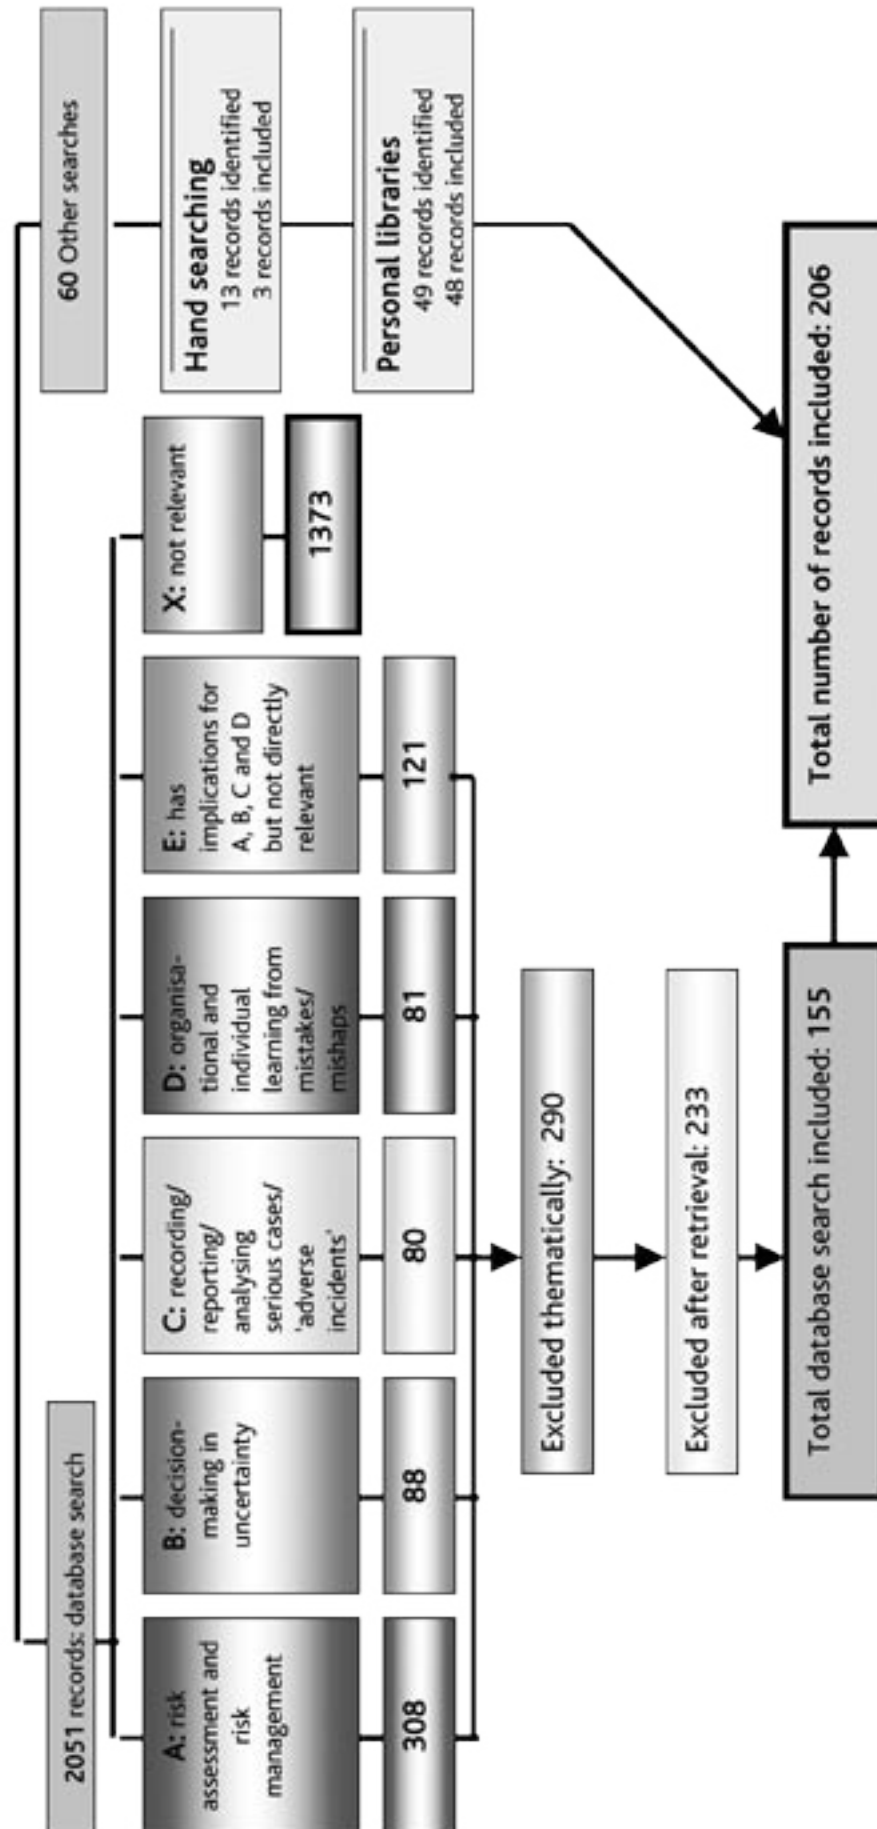 2051 records: database search
60 Other searches
A: risk
assessment and
risk
management
308
B: decision-
making in
uncertainty
88
C: recording/
reporting/
analysing
serious cases/
'adverse
incidents'
80
D: organisa-
tional and
individual
learning from
mistakes/
mishaps
81
E: has
implications for
A, B, C and D
but not directly
relevant
121
X: not relevant
1373
Hand searching
13 records identified
3 records included
Personal libraries
49 records identified
48 records included
Excluded thematically: 290
Excluded after retrieval: 233
Total database search included: 155
Total number of records included: 206